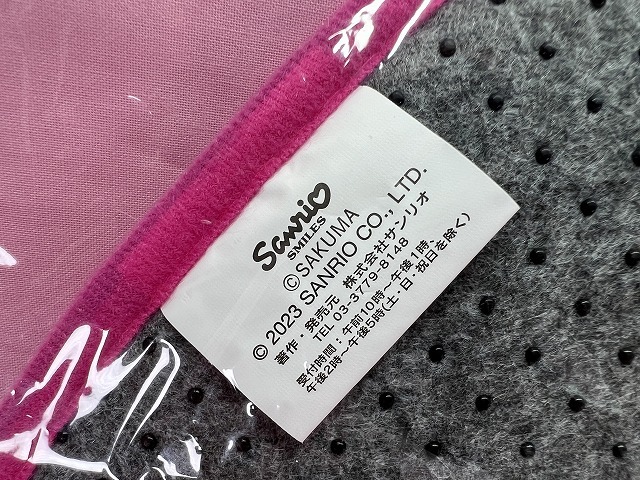 Sanrio
SMILES
©SAKUMA
© 2023 SANRIO CO., LTD.
著作・発売元 株式会社サンリオ
TEL 03-3779-8148
受付時間：午前10時〜午後1時、
午後2時〜午後5時(土・日・祝日を除く)